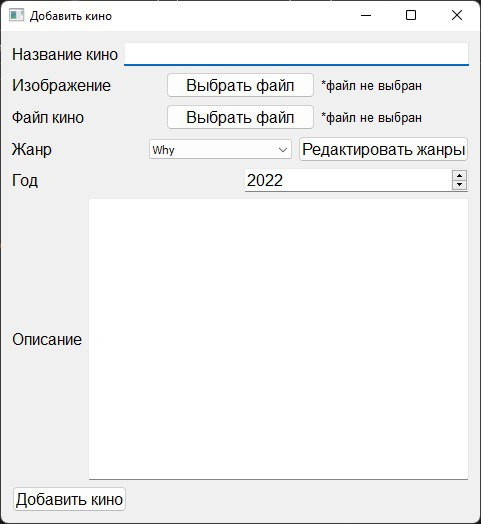 Добавить кино
Название кино
Изображение Выбрать файл *файл не выбран
Файл кино Выбрать файл *файл не выбран
Жанр Why Редактировать жанры
Год 2022
Описание
Добавить кино